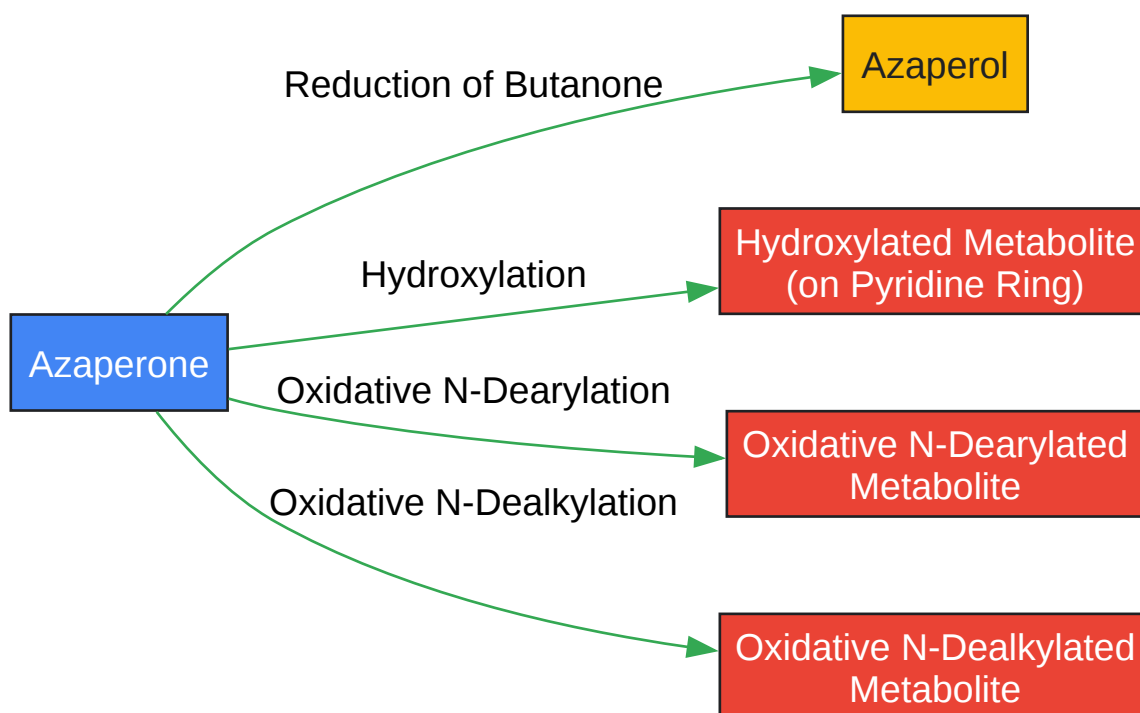 Azaperol
Reduction of Butanone
Hydroxylated Metabolite
(on Pyridine Ring)
Hydroxylation
Azaperone
Oxidative N-Dearylation
Oxidative N-Dearylated
Metabolite
Oxidative N-Dealkylation
Oxidative N-Dealkylated
Metabolite